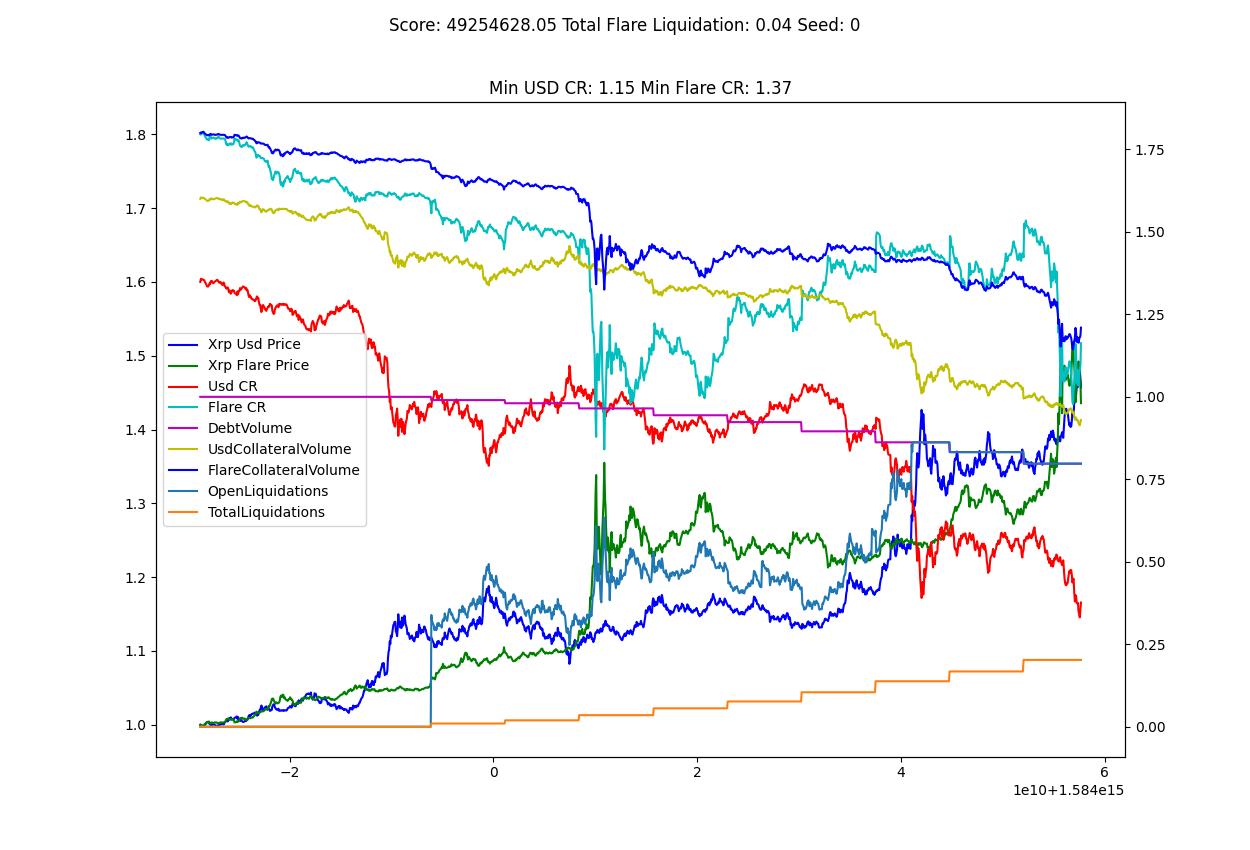 Score: 49254628.05 Total Flare Liquidation: 0.04 Seed: 0
Min USD CR: 1.15 Min Flare CR: 1.37
1.8
1.7
1.6
1.5
1.4
1.3
1.2
1.1
1.0
Xrp Usd Price
Xrp Flare Price
Usd CR
Flare CR
DebtVolume
UsdCollateralVolume
FlareCollateralVolume
OpenLiquidations
TotalLiquidations
1.75
1.50
1.25
1.00
0.75
0.50
0.25
0.00
−2 0 2 4 6
1e10+1.584e15